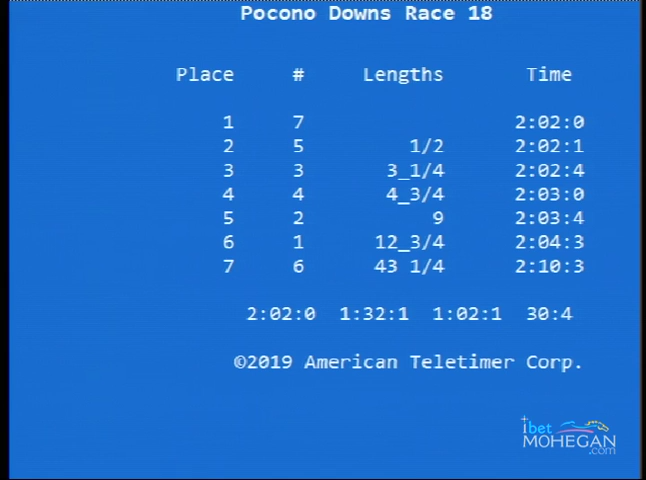 Pocono Downs Race 18
Place # Lengths Time
1 7 2:02:0
2 5 1/2 2:02:1
3 3 3_1/4 2:02:4
4 4 4_3/4 2:03:0
5 2 9 2:03:4
6 1 12_3/4 2:04:3
7 6 43 1/4 2:10:3
2:02:0 1:32:1 1:02:1 30:4
©2019 American Teletimer Corp.
ibet
MOHEGAN
.com